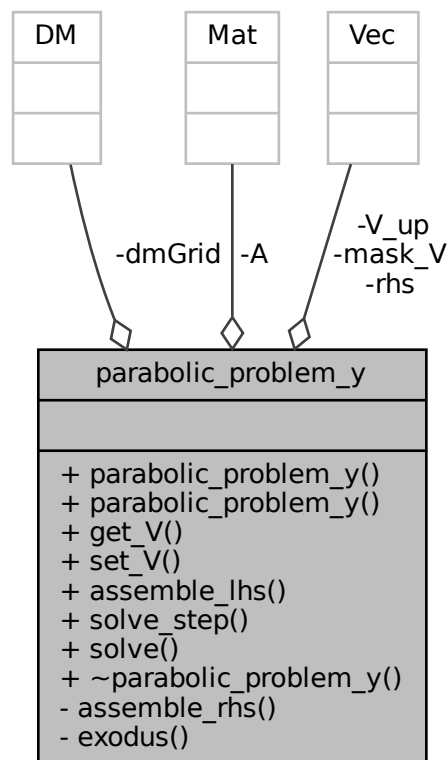 DM
Mat
Vec
-dmGrid
-A
-V_up
-mask_V
-rhs
parabolic_problem_y
+ parabolic_problem_y()
+ parabolic_problem_y()
+ get_V()
+ set_V()
+ assemble_lhs()
+ solve_step()
+ solve()
+ ~parabolic_problem_y()
- assemble_rhs()
- exodus()